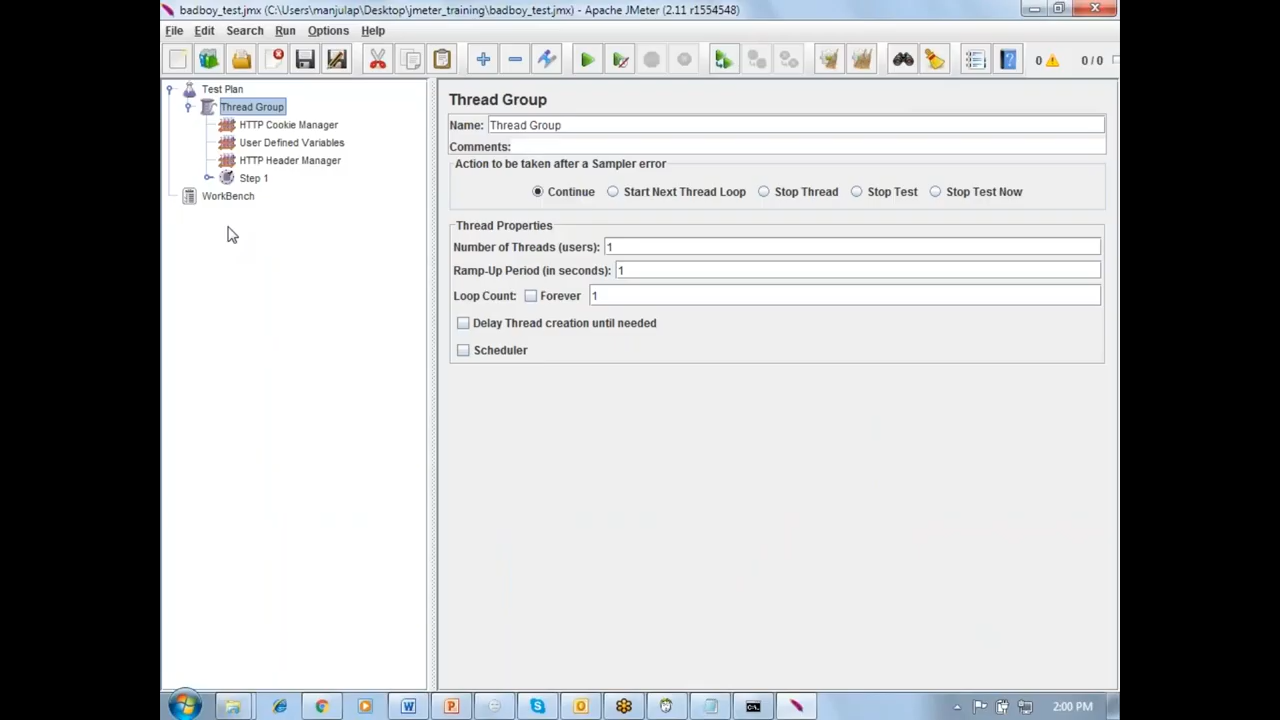 badboy_test.jmx (C:\Users\manjulap\Desktop\jmeter_training\badboy_test.jmx) - Apache JMeter (2.11 r1554548)
File Edit Search Run Options Help
0 0 / 0
Test Plan
Thread Group
HTTP Cookie Manager
User Defined Variables
HTTP Header Manager
Step 1
WorkBench
Thread Group
Name: Thread Group
Comments:
Action to be taken after a Sampler error
Continue Start Next Thread Loop Stop Thread Stop Test Stop Test Now
Thread Properties
Number of Threads (users): 1
Ramp-Up Period (in seconds): 1
Loop Count: Forever 1
Delay Thread creation until needed
Scheduler
2:00 PM